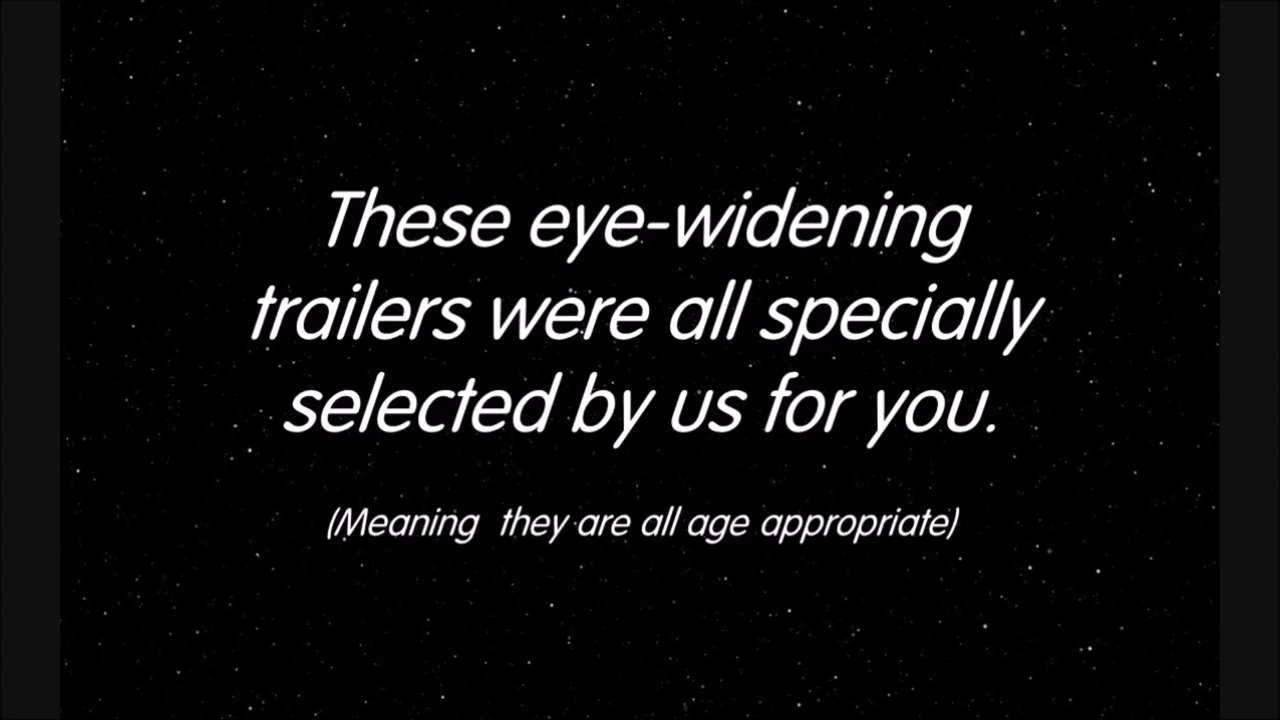 These eye-widening
trailers were all specially
selected by us for you.
(Meaning they are all age appropriate)